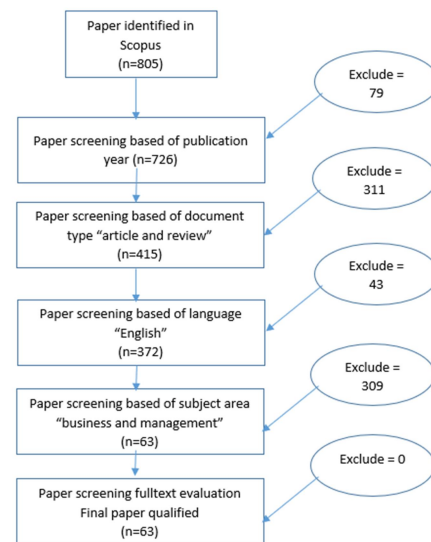 Paper identified in
Scopus
(n=805)
Exclude =
79
Paper screening based of publication
year (n=726)
Exclude =
311
Paper screening based of document
type “article and review”
(n=415)
Exclude =
43
Paper screening based of language
“English”
(n=372)
Exclude =
309
Paper screening based of subject area
“business and management”
(n=63)
Exclude = 0
Paper screening fulltext evaluation
Final paper qualified
(n=63)